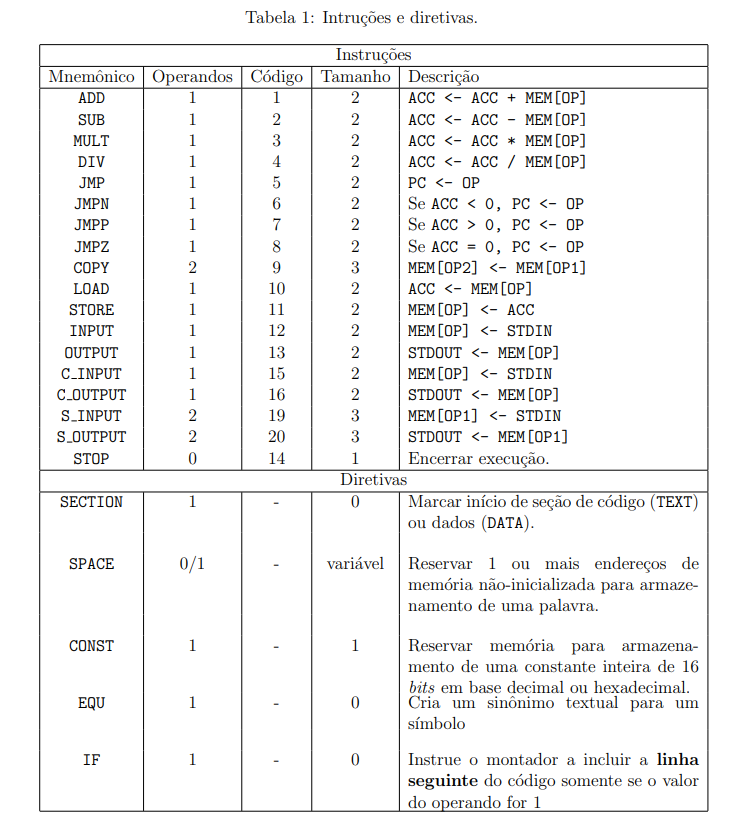 Tabela 1: Intruções e diretivas.
Instruções
Mnemônico Operandos Código Tamanho Descrição
ADD 1 1 2 ACC <- ACC + MEM[OP]
SUB 1 2 2 ACC <- ACC - MEM[OP]
MULT 1 3 2 ACC <- ACC * MEM[OP]
DIV 1 4 2 ACC <- ACC / MEM[OP]
JMP 1 5 2 PC <- OP
JMPN 1 6 2 Se ACC < 0, PC <- OP
JMPP 1 7 2 Se ACC > 0, PC <- OP
JMPZ 1 8 2 Se ACC = 0, PC <- OP
COPY 2 9 3 MEM[OP2] <- MEM[OP1]
LOAD 1 10 2 ACC <- MEM[OP]
STORE 1 11 2 MEM[OP] <- ACC
INPUT 1 12 2 MEM[OP] <- STDIN
OUTPUT 1 13 2 STDOUT <- MEM[OP]
C_INPUT 1 15 2 MEM[OP] <- STDIN
C_OUTPUT 1 16 2 STDOUT <- MEM[OP]
S_INPUT 2 19 3 MEM[OP1] <- STDIN
S_OUTPUT 2 20 3 STDOUT <- MEM[OP1]
STOP 0 14 1 Encerrar execução.
Diretivas
SECTION 1 - 0 Marcar início de seção de código (TEXT)
ou dados (DATA).
SPACE 0/1 - variável Reservar 1 ou mais endereços de
memória não-inicializada para armaze-
namento de uma palavra.
CONST 1 - 1 Reservar memória para armazena-
mento de uma constante inteira de 16
bits em base decimal ou hexadecimal.
EQU 1 - 0 Cria um sinônimo textual para um
símbolo
IF 1 - 0 Instrue o montador a incluir a linha
seguinte do código somente se o valor
do operando for 1